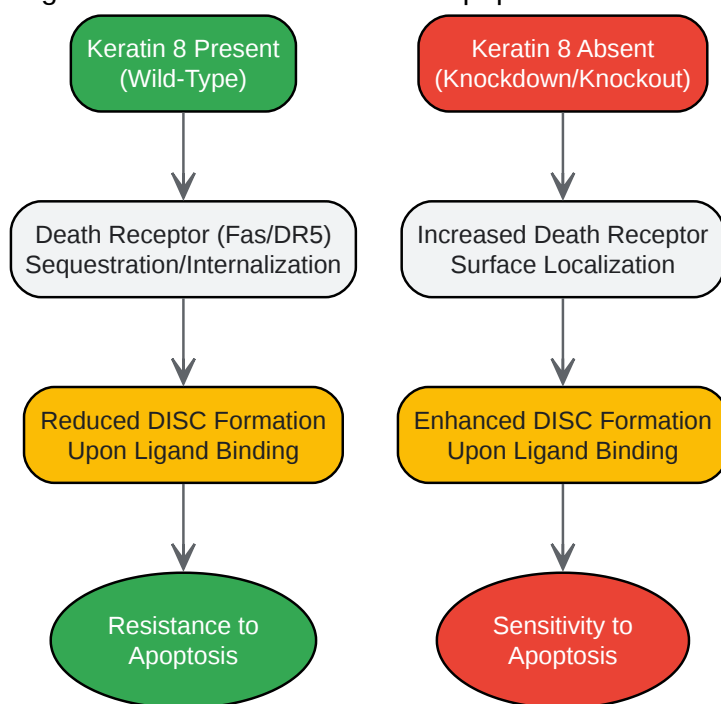 Keratin 8 Present
(Wild-Type)
Death Receptor (Fas/DR5)
Sequestration/Internalization
Reduced DISC Formation
Upon Ligand Binding
Resistance to
Apoptosis
Keratin 8 Absent
(Knockdown/Knockout)
Increased Death Receptor
Surface Localization
Enhanced DISC Formation
Upon Ligand Binding
Sensitivity to
Apoptosis